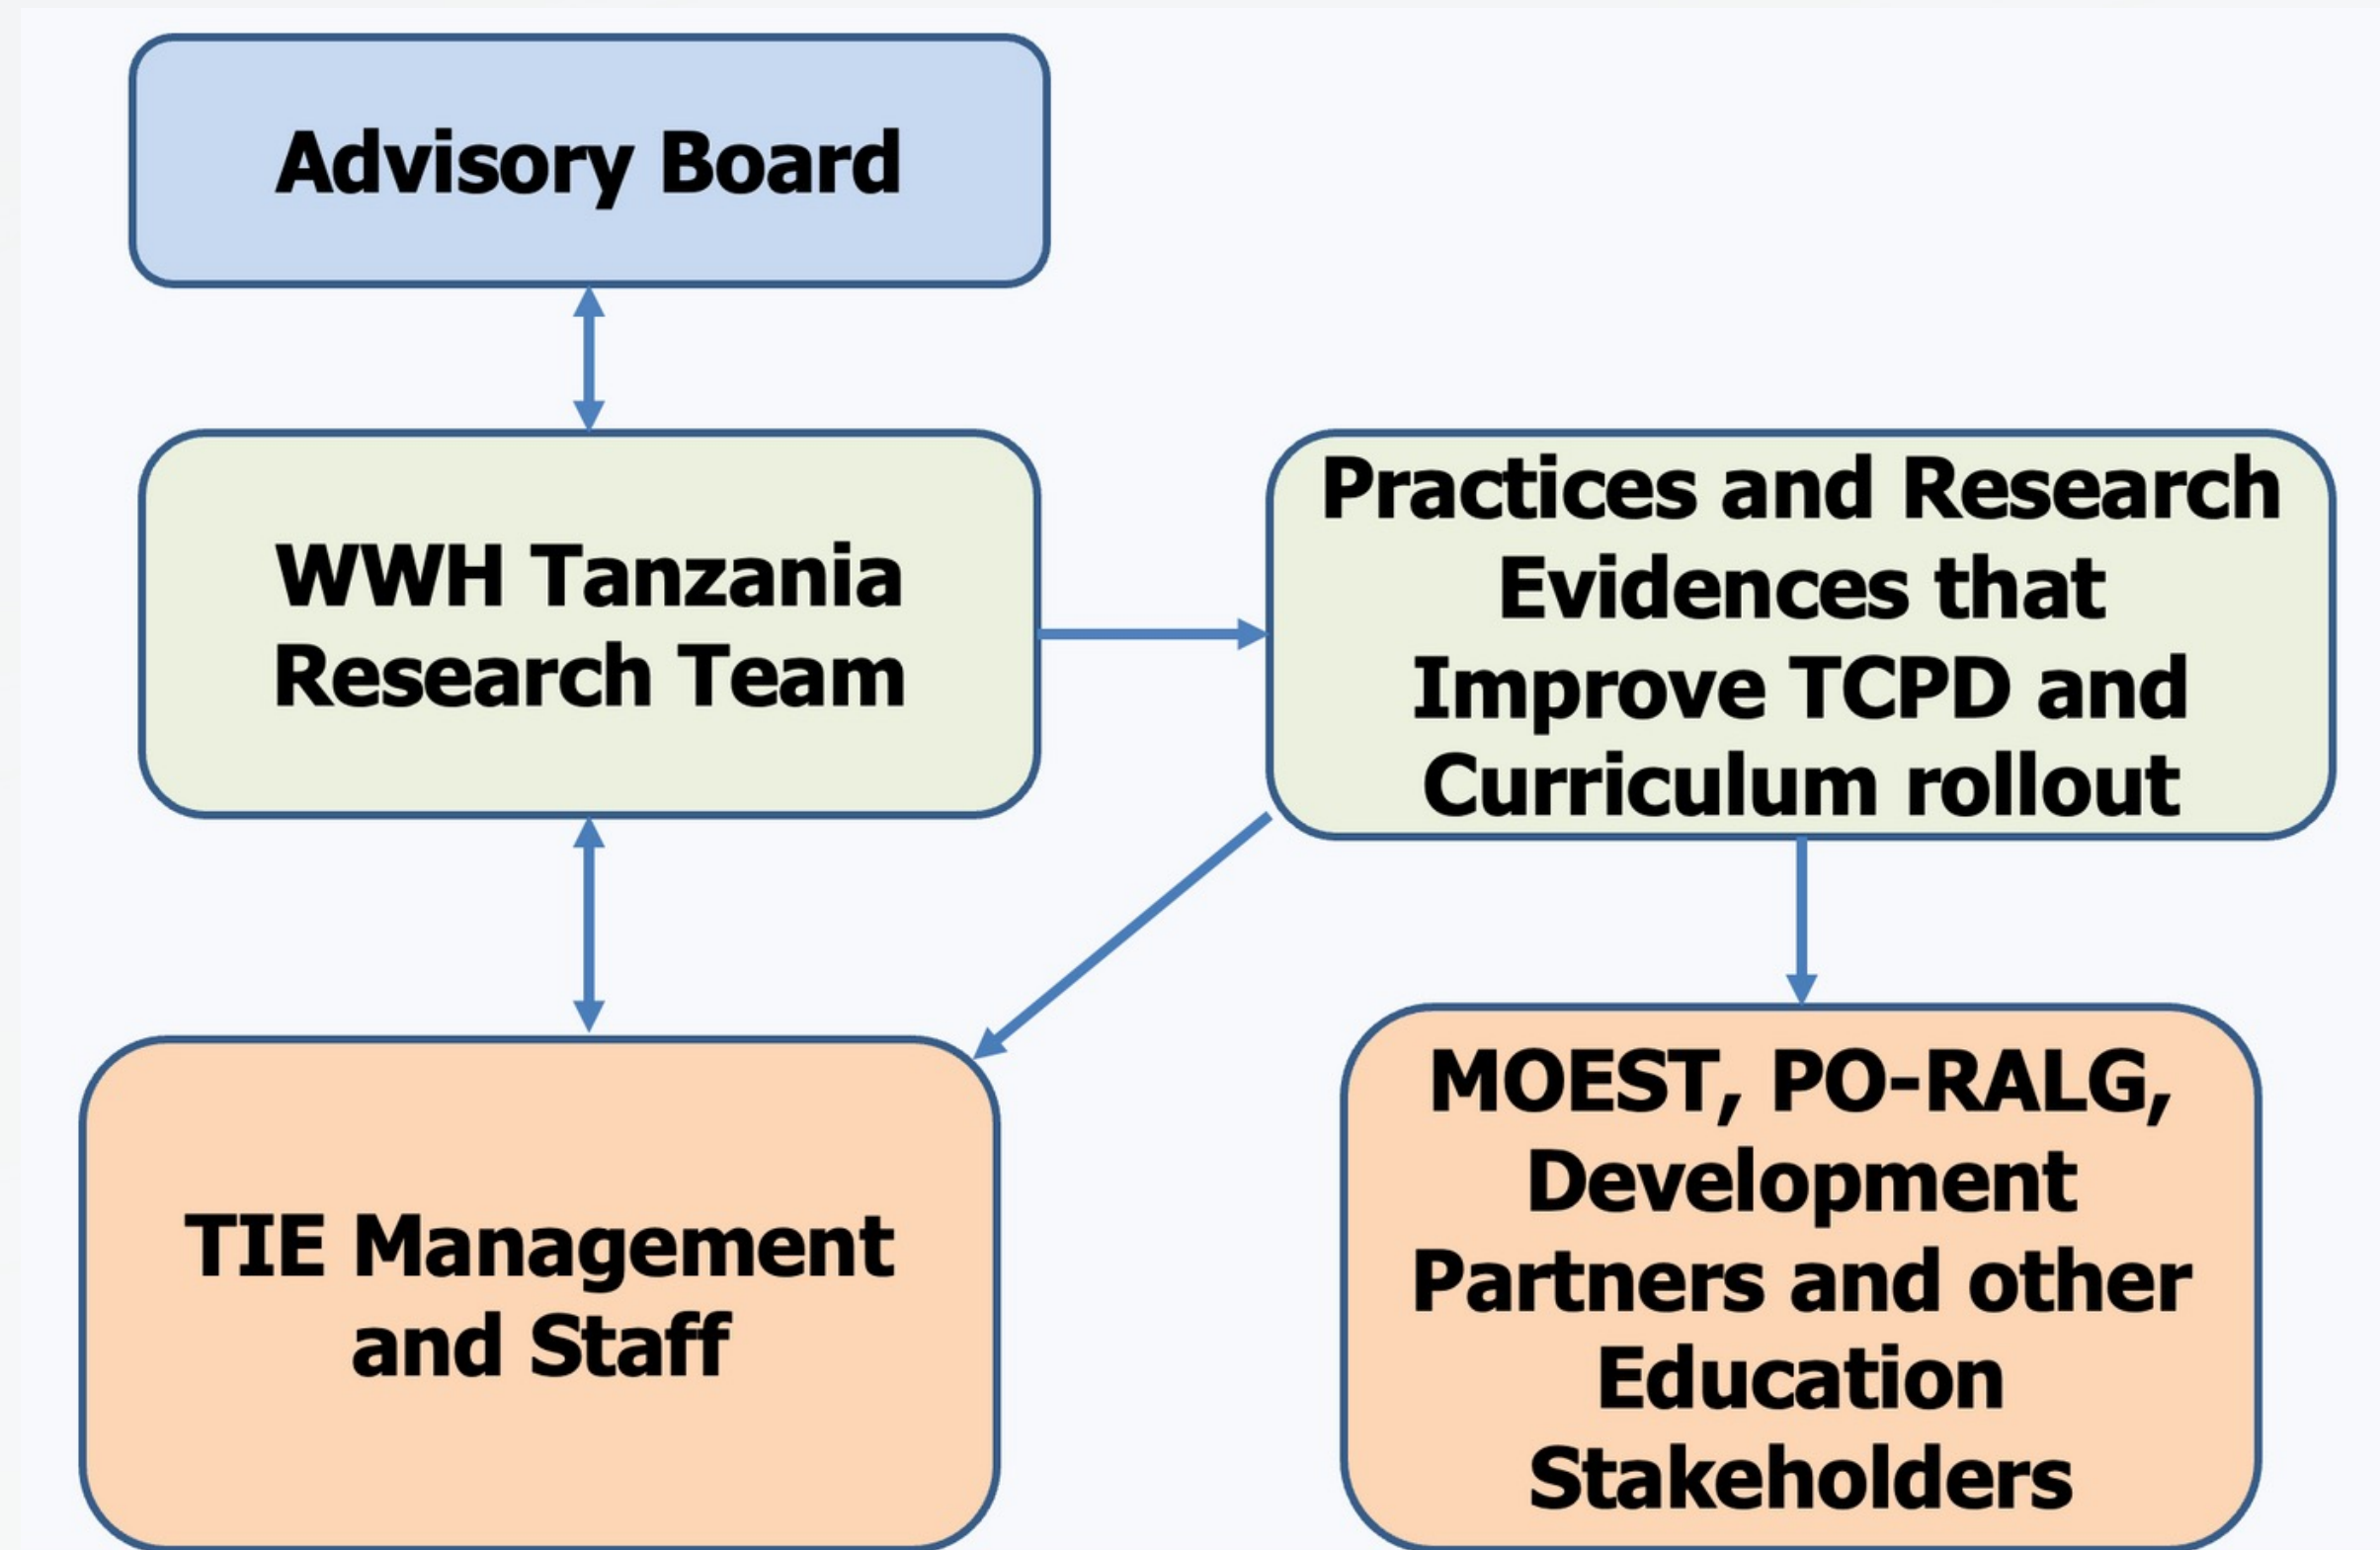 Advisory Board
WWH Tanzania
Research Team
Practices and Research
Evidences that
Improve TCPD and
Curriculum rollout
TIE Management
and Staff
MOEST, PO-RALG,
Development
Partners and other
Education
Stakeholders